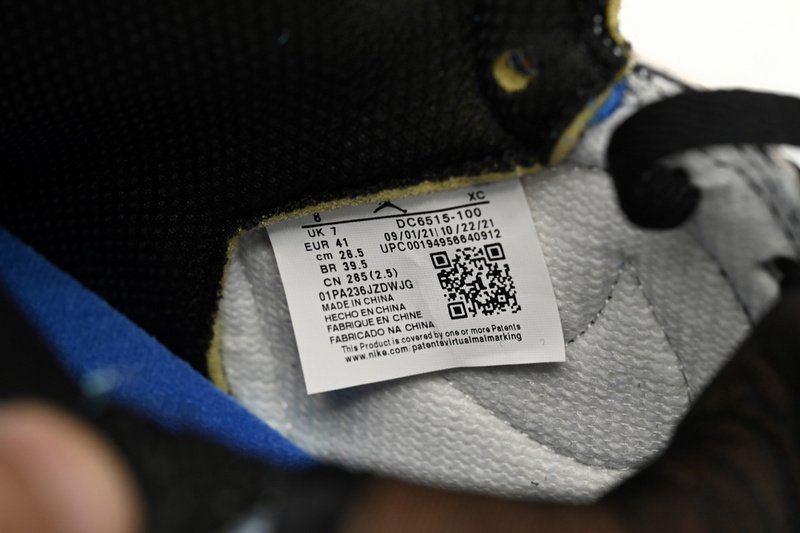 8 XC
UK 7 DC6515-100
EUR 41 09/01/21 10/22/21
cm 28.5 UPC00194956640912
BR 39.5
CN 265(2.5)
01PA236JZDWJG
MADE IN CHINA
HECHO EN CHINA
FABRIQUE EN CHINE
FABRICADO NA CHINA
This Product is covered by one or more Patents
www.nike.com/patentsvirtualmalmarking